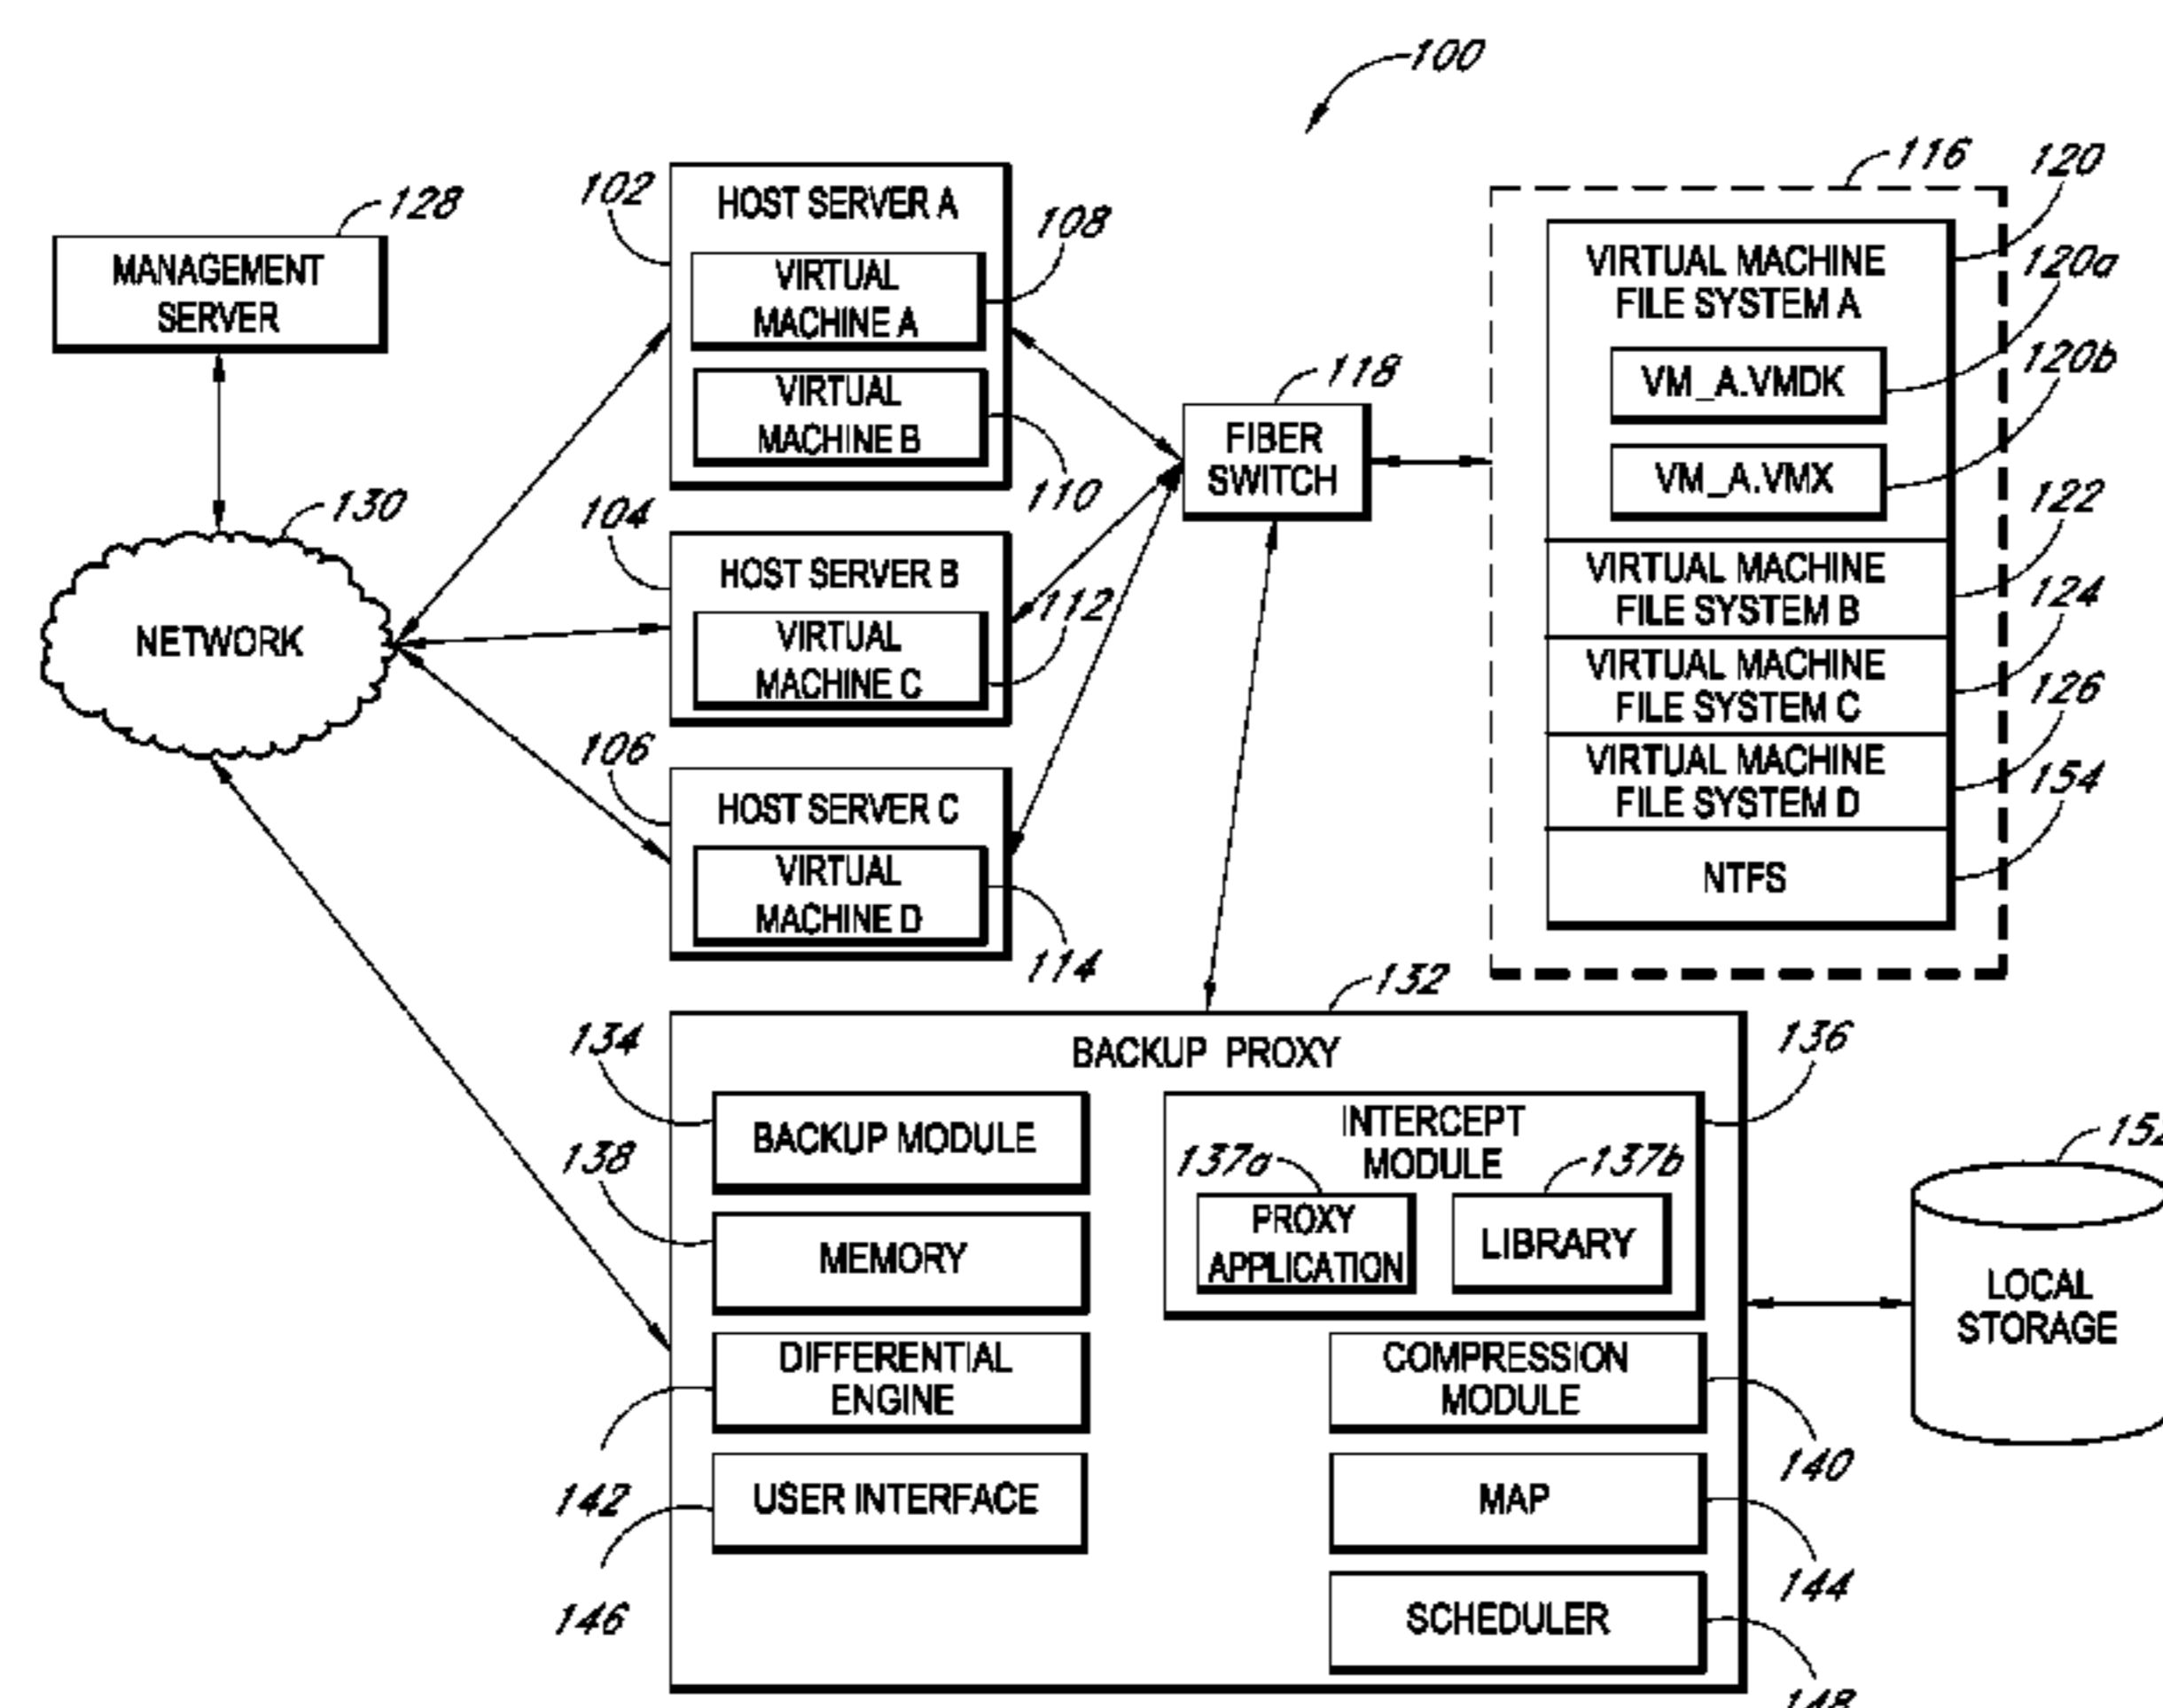 100
128
MANAGEMENT
SERVER
130
NETWORK
102
HOST SERVER A
108
VIRTUAL
MACHINE A
VIRTUAL
MACHINE B
110
104
HOST SERVER B
112
VIRTUAL
MACHINE C
106
HOST SERVER C
VIRTUAL
MACHINE D
114
118
FIBER
SWITCH
116
120
VIRTUAL MACHINE
FILE SYSTEM A
120a
VM_A.VMDK
120b
VM_A.VMX
122
VIRTUAL MACHINE
FILE SYSTEM B
124
VIRTUAL MACHINE
FILE SYSTEM C
126
VIRTUAL MACHINE
FILE SYSTEM D
154
NTFS
132
BACKUP PROXY
134
BACKUP MODULE
136
INTERCEPT
MODULE
137a
PROXY
APPLICATION
137b
LIBRARY
138
MEMORY
DIFFERENTIAL
ENGINE
142
COMPRESSION
MODULE
140
USER INTERFACE
146
MAP
144
SCHEDULER
148
152
LOCAL
STORAGE